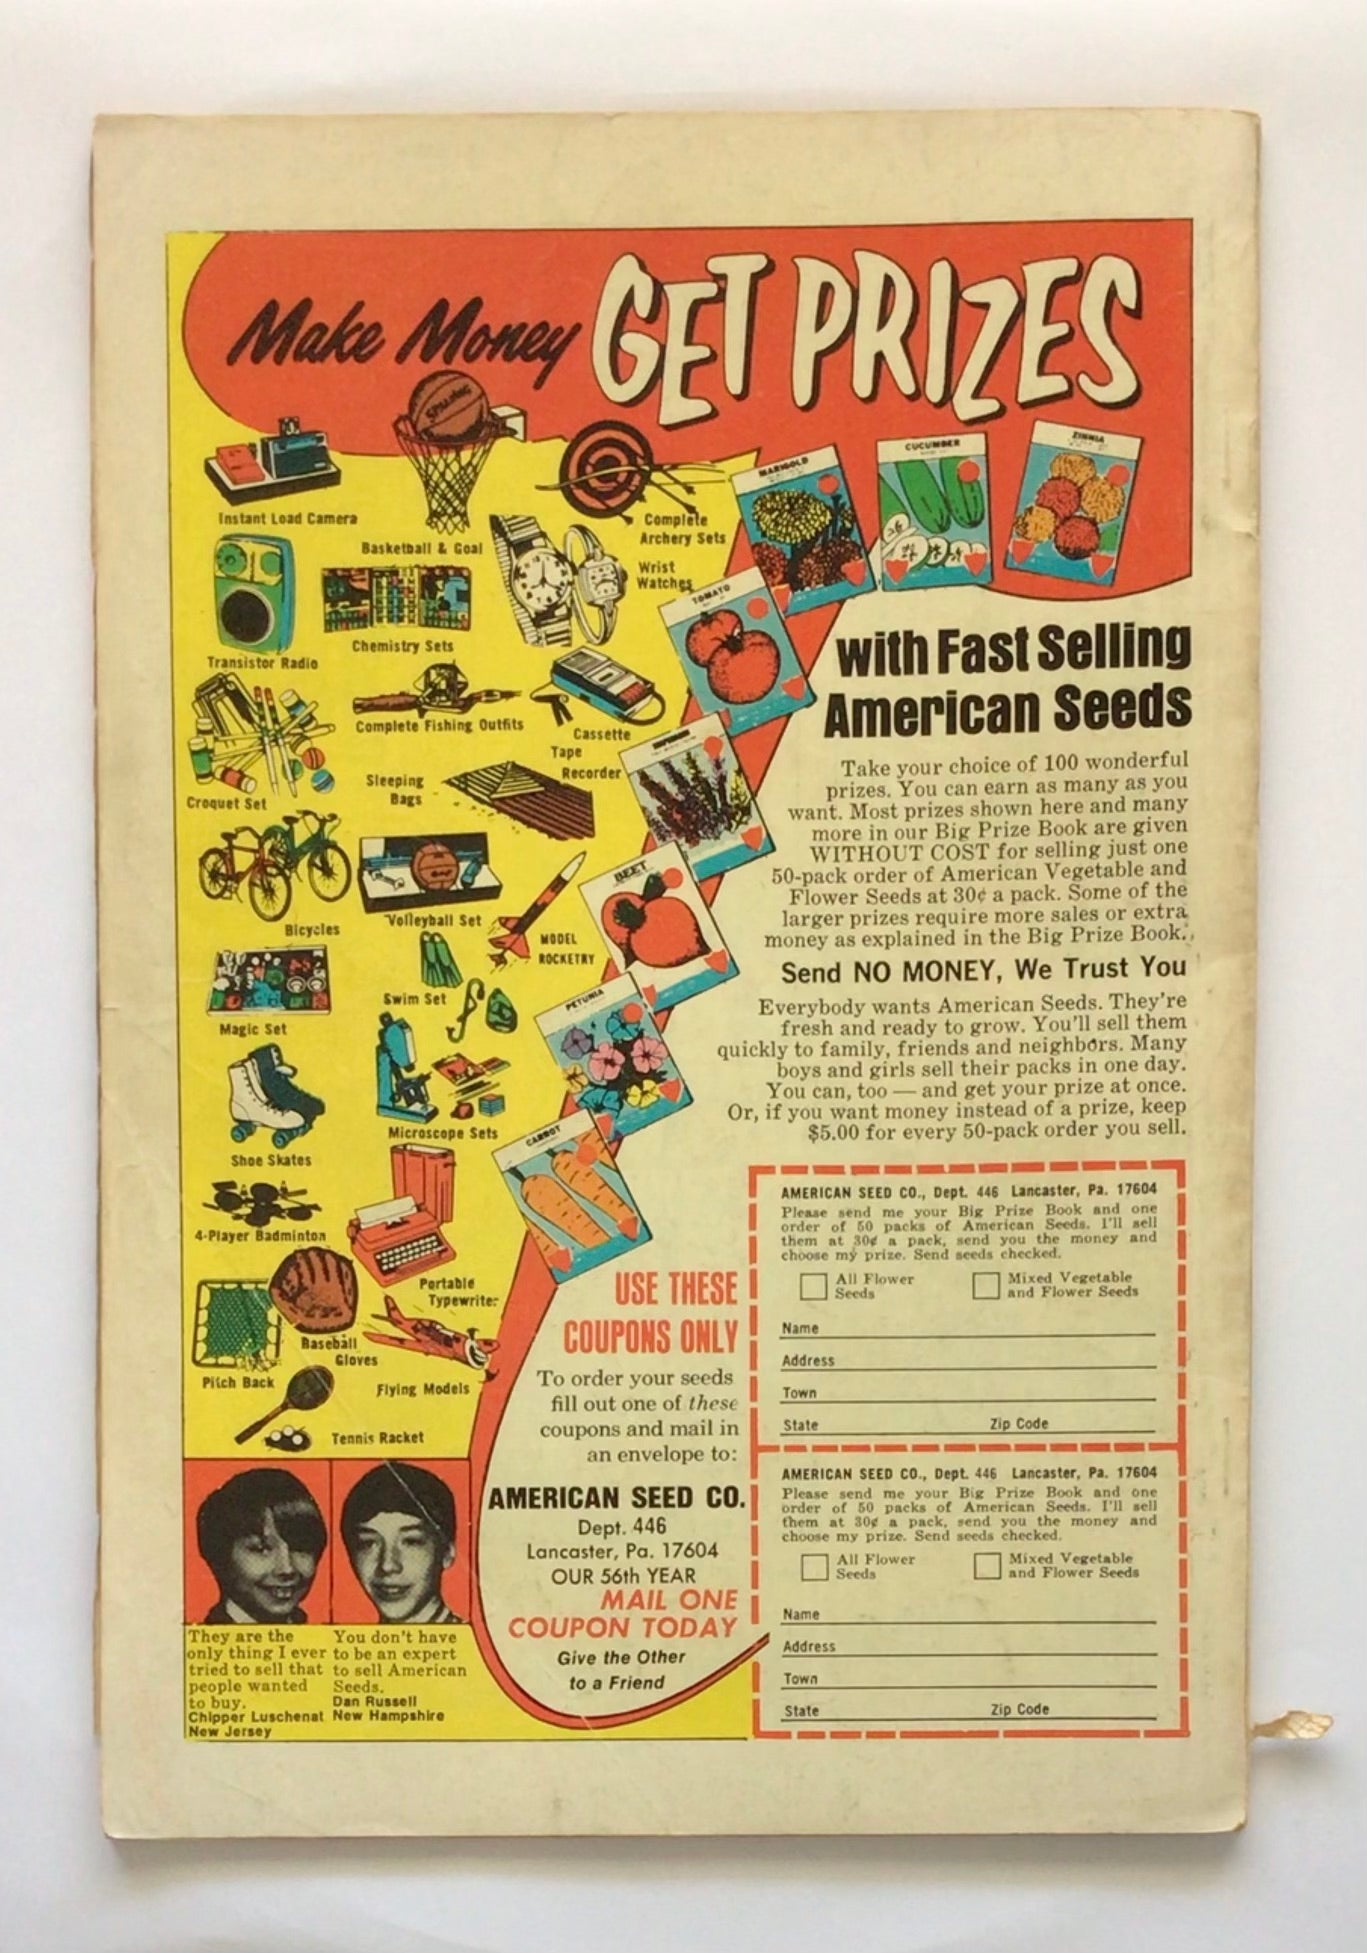 Make Money GET PRIZES
SPALDING
Instant Load Camera
Basketball & Goal
Complete
Archery Sets
Wrist
Watches
Transistor Radio
Chemistry Sets
Complete Fishing Outfits
Cassette
Tape
Recorder
Croquet Set
Sleeping
Bags
Bicycles
Volleyball Set
MODEL
ROCKETRY
Magic Set
Swim Set
Shoe Skates
Microscope Sets
4-Player Badminton
Portable
Typewriter
Baseball
Gloves
Pitch Back
Flying Models
Tennis Racket
MARIGOLD
CUCUMBER
ZINNIA
TOMATO
BEET
PETUNIA
CARROT
with Fast Selling
American Seeds
Take your choice of 100 wonderful
prizes. You can earn as many as you
want. Most prizes shown here and many
more in our Big Prize Book are given
WITHOUT COST for selling just one
50-pack order of American Vegetable and
Flower Seeds at 30¢ a pack. Some of the
larger prizes require more sales or extra
money as explained in the Big Prize Book.
Send NO MONEY, We Trust You
Everybody wants American Seeds. They're
fresh and ready to grow. You'll sell them
quickly to family, friends and neighbors. Many
boys and girls sell their packs in one day.
You can, too — and get your prize at once.
Or, if you want money instead of a prize, keep
$5.00 for every 50-pack order you sell.
USE THESE
COUPONS ONLY
To order your seeds
fill out one of these
coupons and mail in
an envelope to:
AMERICAN SEED CO.
Dept. 446
Lancaster, Pa. 17604
OUR 56th YEAR
MAIL ONE
COUPON TODAY
Give the Other
to a Friend
AMERICAN SEED CO., Dept. 446 Lancaster, Pa. 17604
Please send me your Big Prize Book and one
order of 50 packs of American Seeds. I'll sell
them at 30¢ a pack, send you the money and
choose my prize. Send seeds checked.
All Flower
Seeds
Mixed Vegetable
and Flower Seeds
Name
Address
Town
State Zip Code
AMERICAN SEED CO., Dept. 446 Lancaster, Pa. 17604
Please send me your Big Prize Book and one
order of 50 packs of American Seeds. I'll sell
them at 30¢ a pack, send you the money and
choose my prize. Send seeds checked.
All Flower
Seeds
Mixed Vegetable
and Flower Seeds
Name
Address
Town
State Zip Code
They are the
only thing I ever
tried to sell that
people wanted
to buy.
Chipper Luschenat
New Jersey
You don't have
to be an expert
to sell American
Seeds.
Dan Russell
New Hampshire